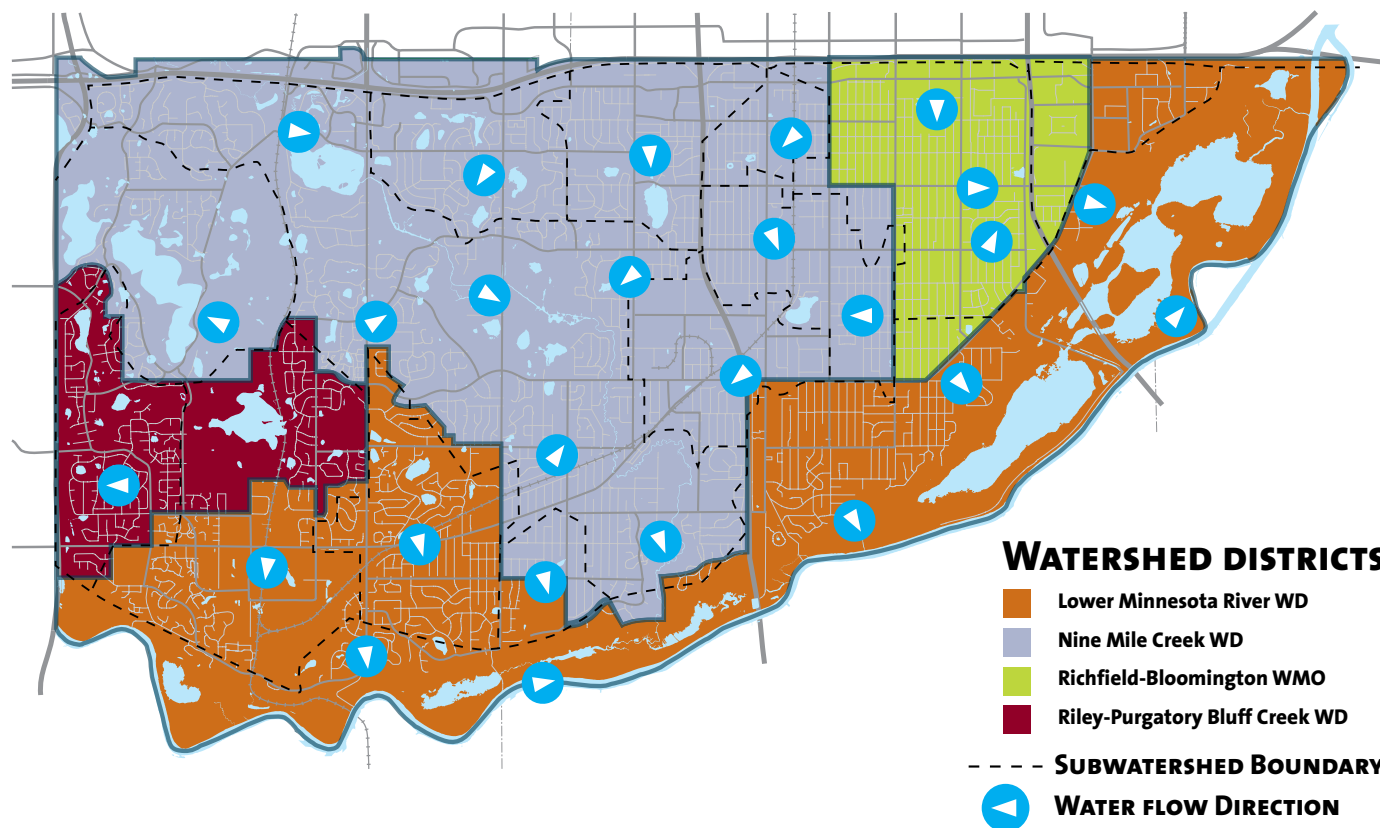 WATERSHED DISTRICTS
Lower Minnesota River WD
Nine Mile Creek WD
Richfield-Bloomington WMO
Riley-Purgatory Bluff Creek WD
SUBWATERSHED BOUNDARY
WATER FLOW DIRECTION